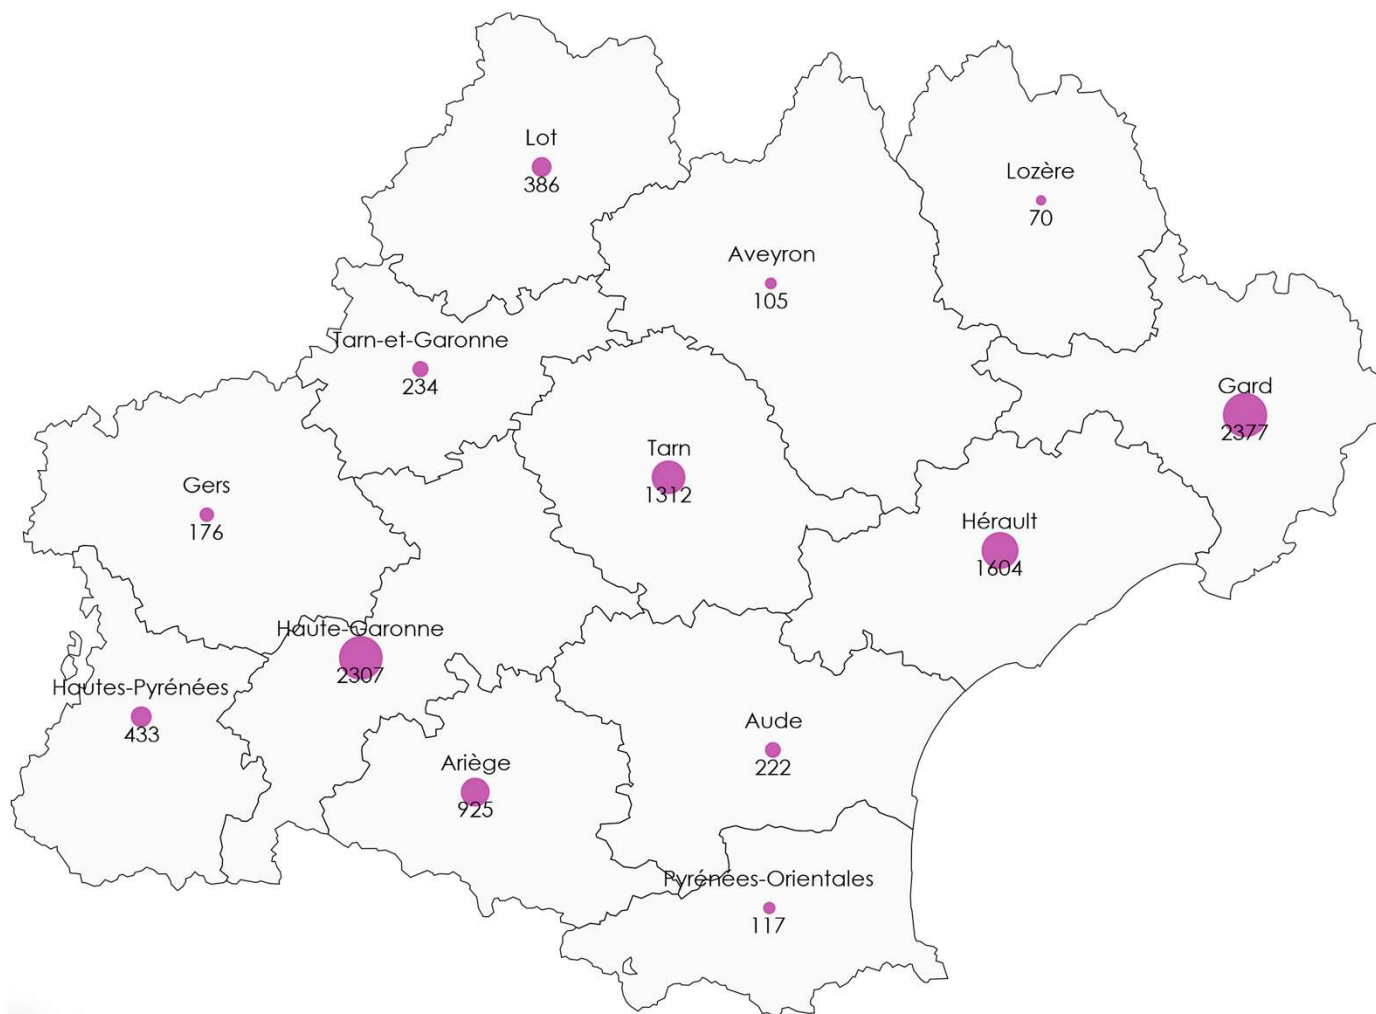 Lot
386
Lozère
70
Aveyron
105
Tarn-et-Garonne
234
Gard
2377
Tarn
1312
Gers
176
Hérault
1604
Haute-Garonne
2307
Hautes-Pyrénées
433
Aude
222
Ariège
925
Pyrénées-Orientales
117